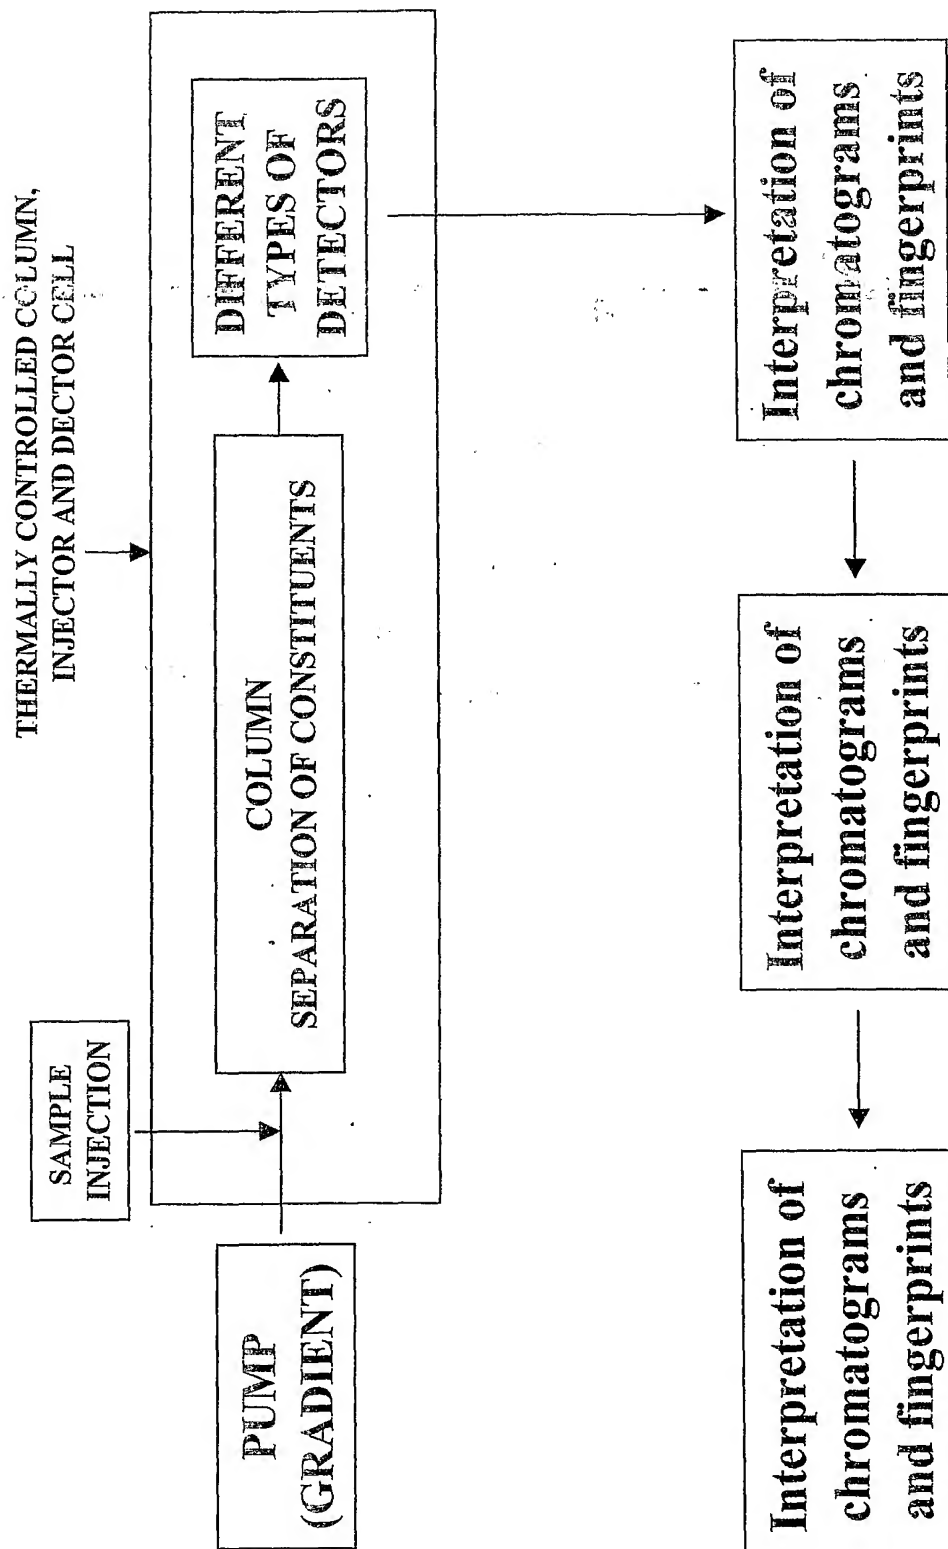 THERMALLY CONTROLLED COLUMN,
INJECTOR AND DECTOR CELL
SAMPLE
INJECTION
PUMP
(GRADIENT)
COLUMN
SEPARATION OF CONSTITUENTS
DIFFERENT
TYPES OF
DETECTORS
Interpretation of
chromatograms
and fingerprints
Interpretation of
chromatograms
and fingerprints
Interpretation of
chromatograms
and fingerprints